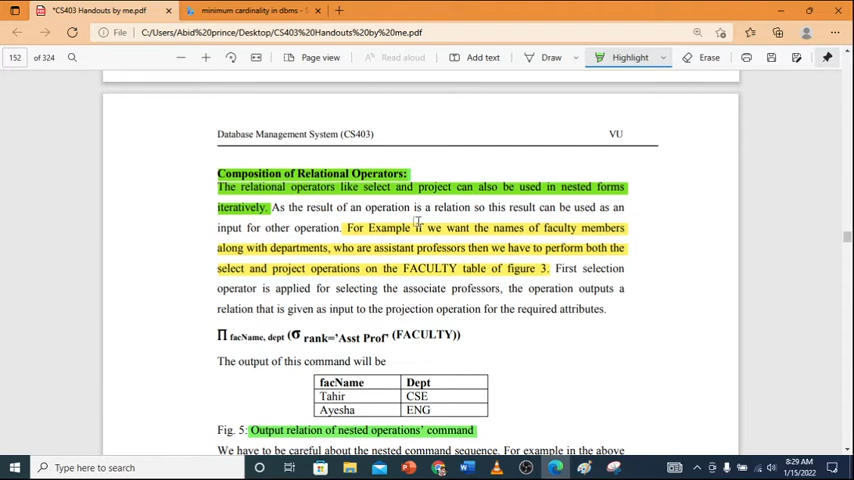 *CS403 Handouts by me.pdf
minimum cardinality in dbms - S
File
C:/Users/Abid%20prince/Desktop/CS403%20Handouts%20by%20me.pdf
152 of 324
Page view
Read aloud
Add text
Draw
Highlight
Erase
Database Management System (CS403) VU
Composition of Relational Operators:
The relational operators like select and project can also be used in nested forms
iteratively. As the result of an operation is a relation so this result can be used as an
input for other operation. For Example if we want the names of faculty members
along with departments, who are assistant professors then we have to perform both the
select and project operations on the FACULTY table of figure 3. First selection
operator is applied for selecting the associate professors, the operation outputs a
relation that is given as input to the projection operation for the required attributes.
∏ facName, dept (σ rank='Asst Prof' (FACULTY))
The output of this command will be
facName Dept
Tahir CSE
Ayesha ENG
Fig. 5: Output relation of nested operations' command
We have to be careful about the nested command sequence. For example in the above
Type here to search
8:29 AM
1/15/2022